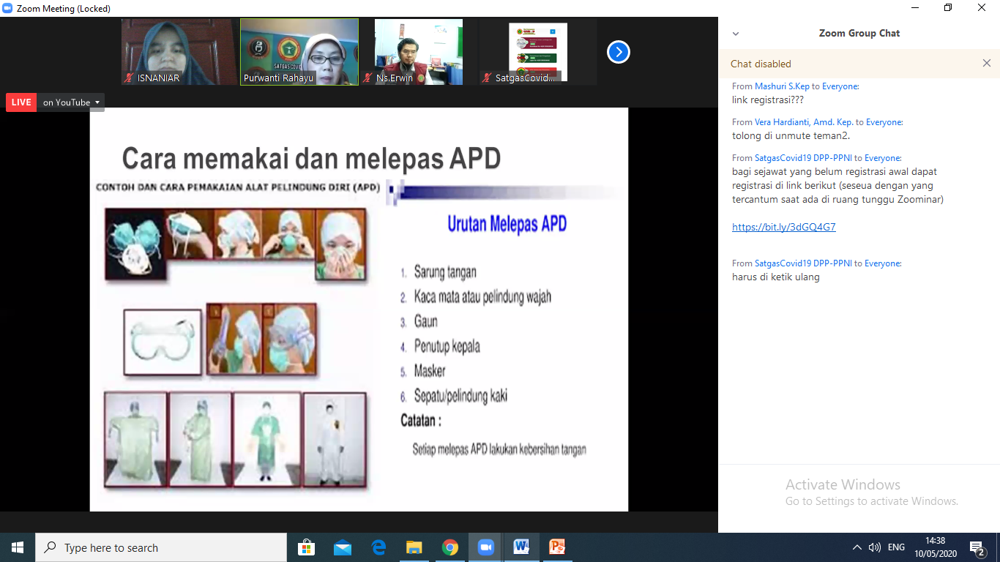 Zoom Meeting (Locked)
ISNANIAR
SATGAS COVID
Purwanti Rahayu
Ns.Erwin
SatgasCovid...
LIVE on YouTube
Cara memakai dan melepas APD
CONTOH DAN CARA PEMAKAIAN ALAT PELINDUNG DIRI (APD)
Urutan Melepas APD
1. Sarung tangan
2. Kaca mata atau pelindung wajah
3. Gaun
4. Penutup kepala
5. Masker
6. Sepatu/pelindung kaki
Catatan :
Setiap melepas APD lakukan kebersihan tangan
Zoom Group Chat
Chat disabled
From Mashuri S.Kep to Everyone:
link registrasi???
From Vera Hardianti, Amd. Kep. to Everyone:
tolong di unmute teman2.
From SatgasCovid19 DPP-PPNI to Everyone:
bagi sejawat yang belum registrasi awal dapat
registrasi di link berikut (seseua dengan yang
tercantum saat ada di ruang tunggu Zoominar)
https://bit.ly/3dGQ4G7
From SatgasCovid19 DPP-PPNI to Everyone:
harus di ketik ulang
Activate Windows
Go to Settings to activate Windows.
Type here to search
ENG
14:38
10/05/2020
2